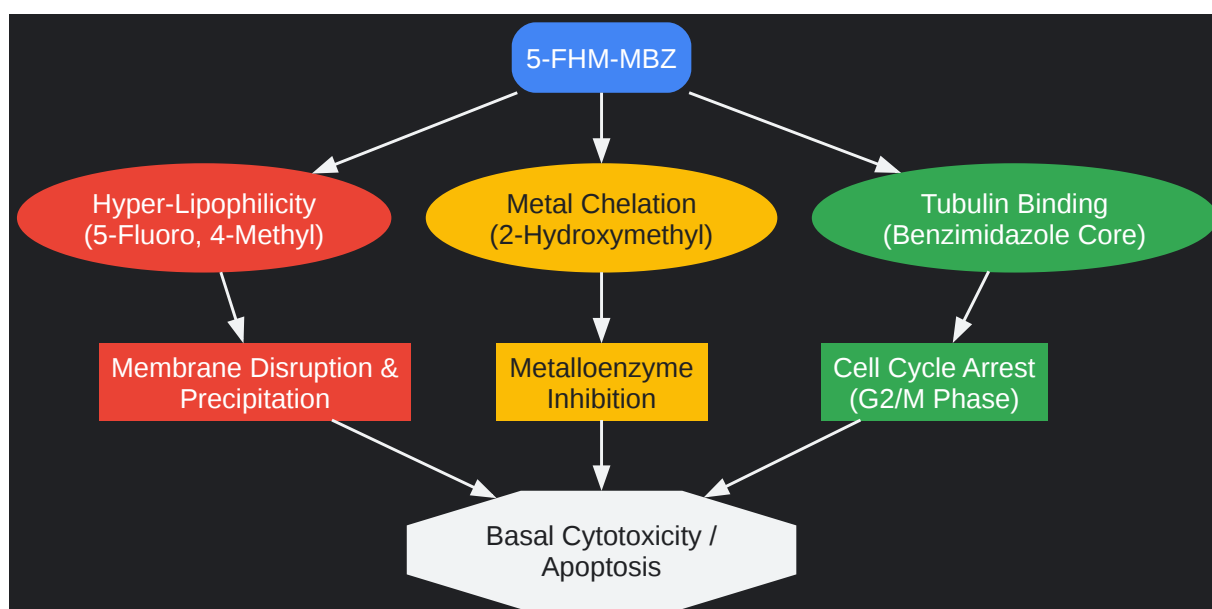 5-FHM-MBZ
Hyper-Lipophilicity
(5-Fluoro, 4-Methyl)
Metal Chelation
(2-Hydroxymethyl)
Tubulin Binding
(Benzimidazole Core)
Membrane Disruption &
Precipitation
Metalloenzyme
Inhibition
Cell Cycle Arrest
(G2/M Phase)
Basal Cytotoxicity /
Apoptosis